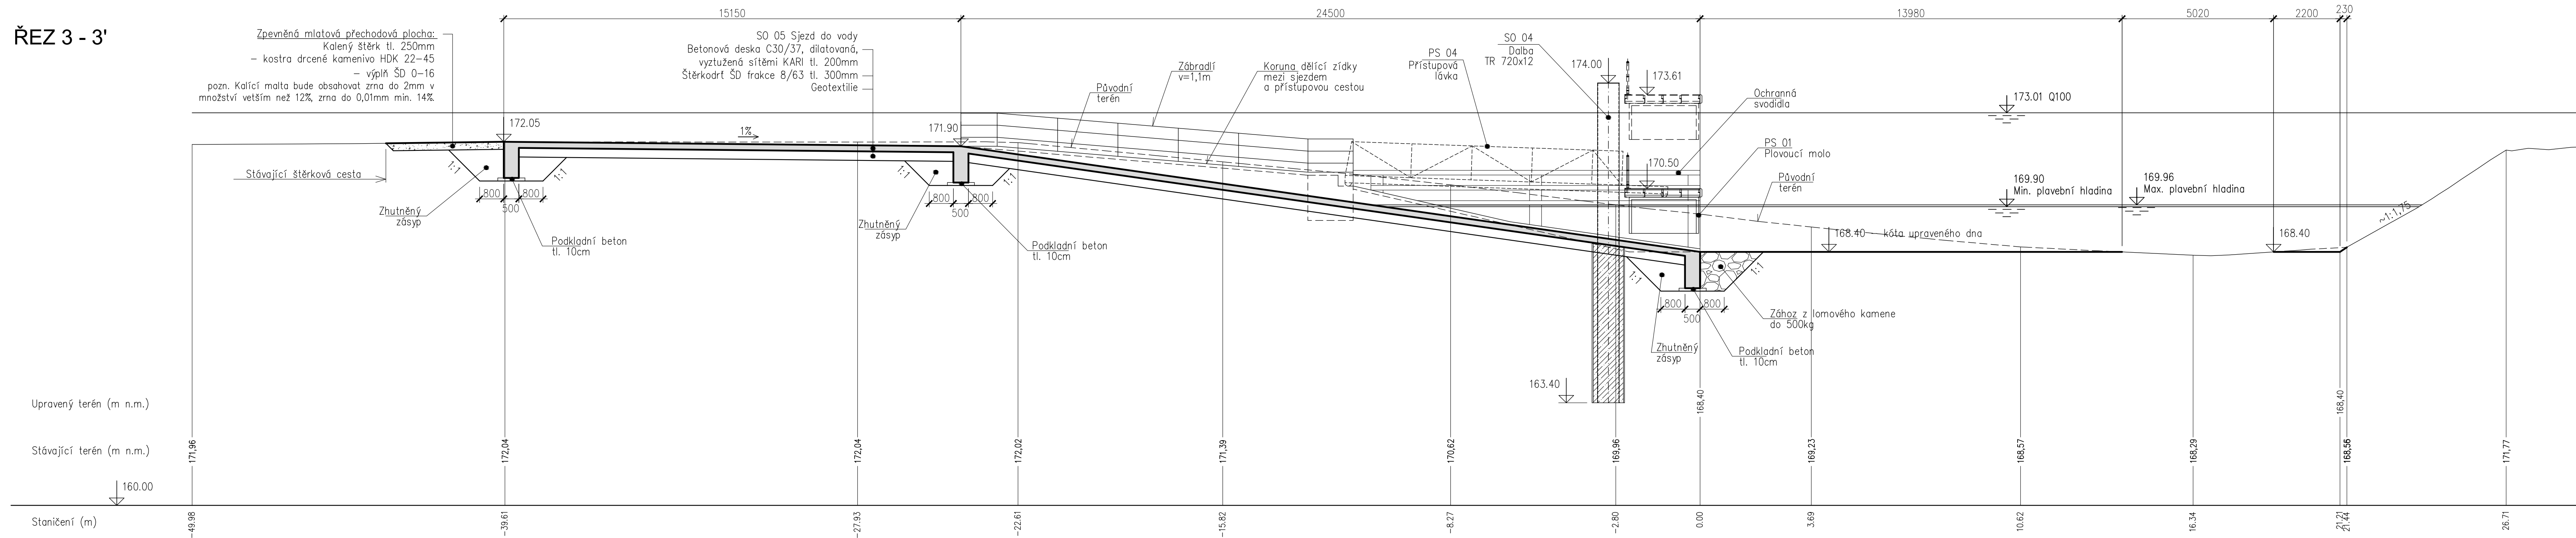 ŘEZ 3 - 3'
15150
24500
13980
5020
2200
230
Zpevněná mlatová přechodová plocha:
Kalený štěrk tl. 250mm
- kostra drcené kamenivo HDK 22-45
- výplň ŠD 0-16
pozn. Kalící malta bude obsahovat zrna do 2mm v
množství vetším než 12%, zrna do 0,01mm min. 14%.
SO 05 Sjezd do vody
Betonová deska C30/37, dilatovaná,
vyztužená sítěmi KARI tl. 200mm
Štěrkodrť ŠD frakce 8/63 tl. 300mm
Geotextilie
Původní
terén
Zábradlí
v=1,1m
Koruna dělící zídky
mezi sjezdem
a přístupovou cestou
PS 04
Přístupová
lávka
SO 04
Dalba
TR 720x12
174.00
173.61
Ochranná
svodidla
173.01 Q100
172.05
1%
171.90
PS 01
Plovoucí molo
170.50
Původní
terén
169.90
Min. plavební hladina
169.96
Max. plavební hladina
Stávající štěrková cesta
1:1
1:1
1:1
1:1
800
800
500
800
800
500
Zhutněný
zásyp
Podkladní beton
tl. 10cm
Zhutněný
zásyp
Podkladní beton
tl. 10cm
168.40
kóta upraveného dna
168.40
~1:1,75
1:1
1:1
800
800
500
Zához z lomového kamene
do 500kg
Zhutněný
zásyp
Podkladní beton
tl. 10cm
163.40
Upravený terén (m n.m.)
168,40
168,40
Stávající terén (m n.m.)
171,96
172,04
172,04
172,02
171,39
170,62
169,96
169,23
168,57
168,29
168,56
171,77
160.00
Staničení (m)
-49.98
-39.61
-27.93
-22.61
-15.82
-8.27
-2.80
0.00
3.69
10.62
16.34
21.21
21.44
26.71